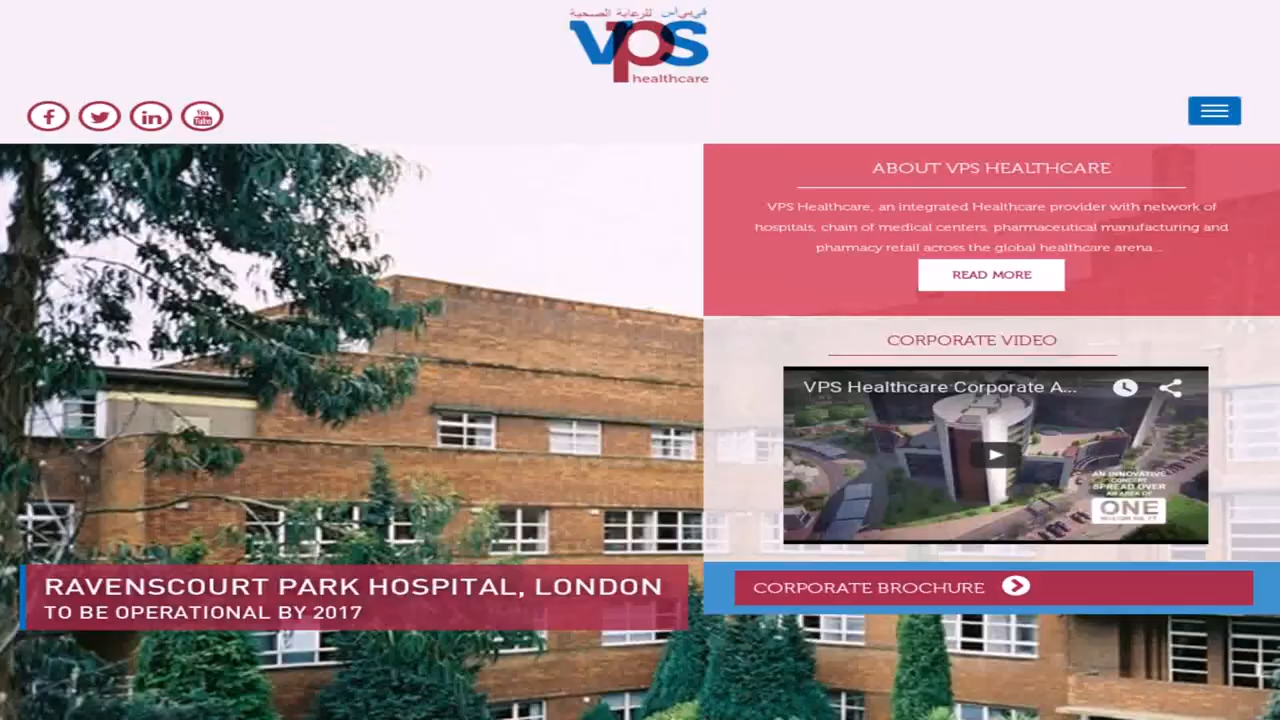 في بي أس للرعاية الصحية
VPS
healthcare
You
Tube
ABOUT VPS HEALTHCARE
VPS Healthcare, an integrated Healthcare provider with network of
hospitals, chain of medical centers, pharmaceutical manufacturing and
pharmacy retail across the global healthcare arena...
READ MORE
CORPORATE VIDEO
VPS Healthcare Corporate A...
AN INNOVATIVE
CONCEPT
SPREAD OVER
AN AREA OF
ONE
RAVENSCOURT PARK HOSPITAL, LONDON
TO BE OPERATIONAL BY 2017
CORPORATE BROCHURE